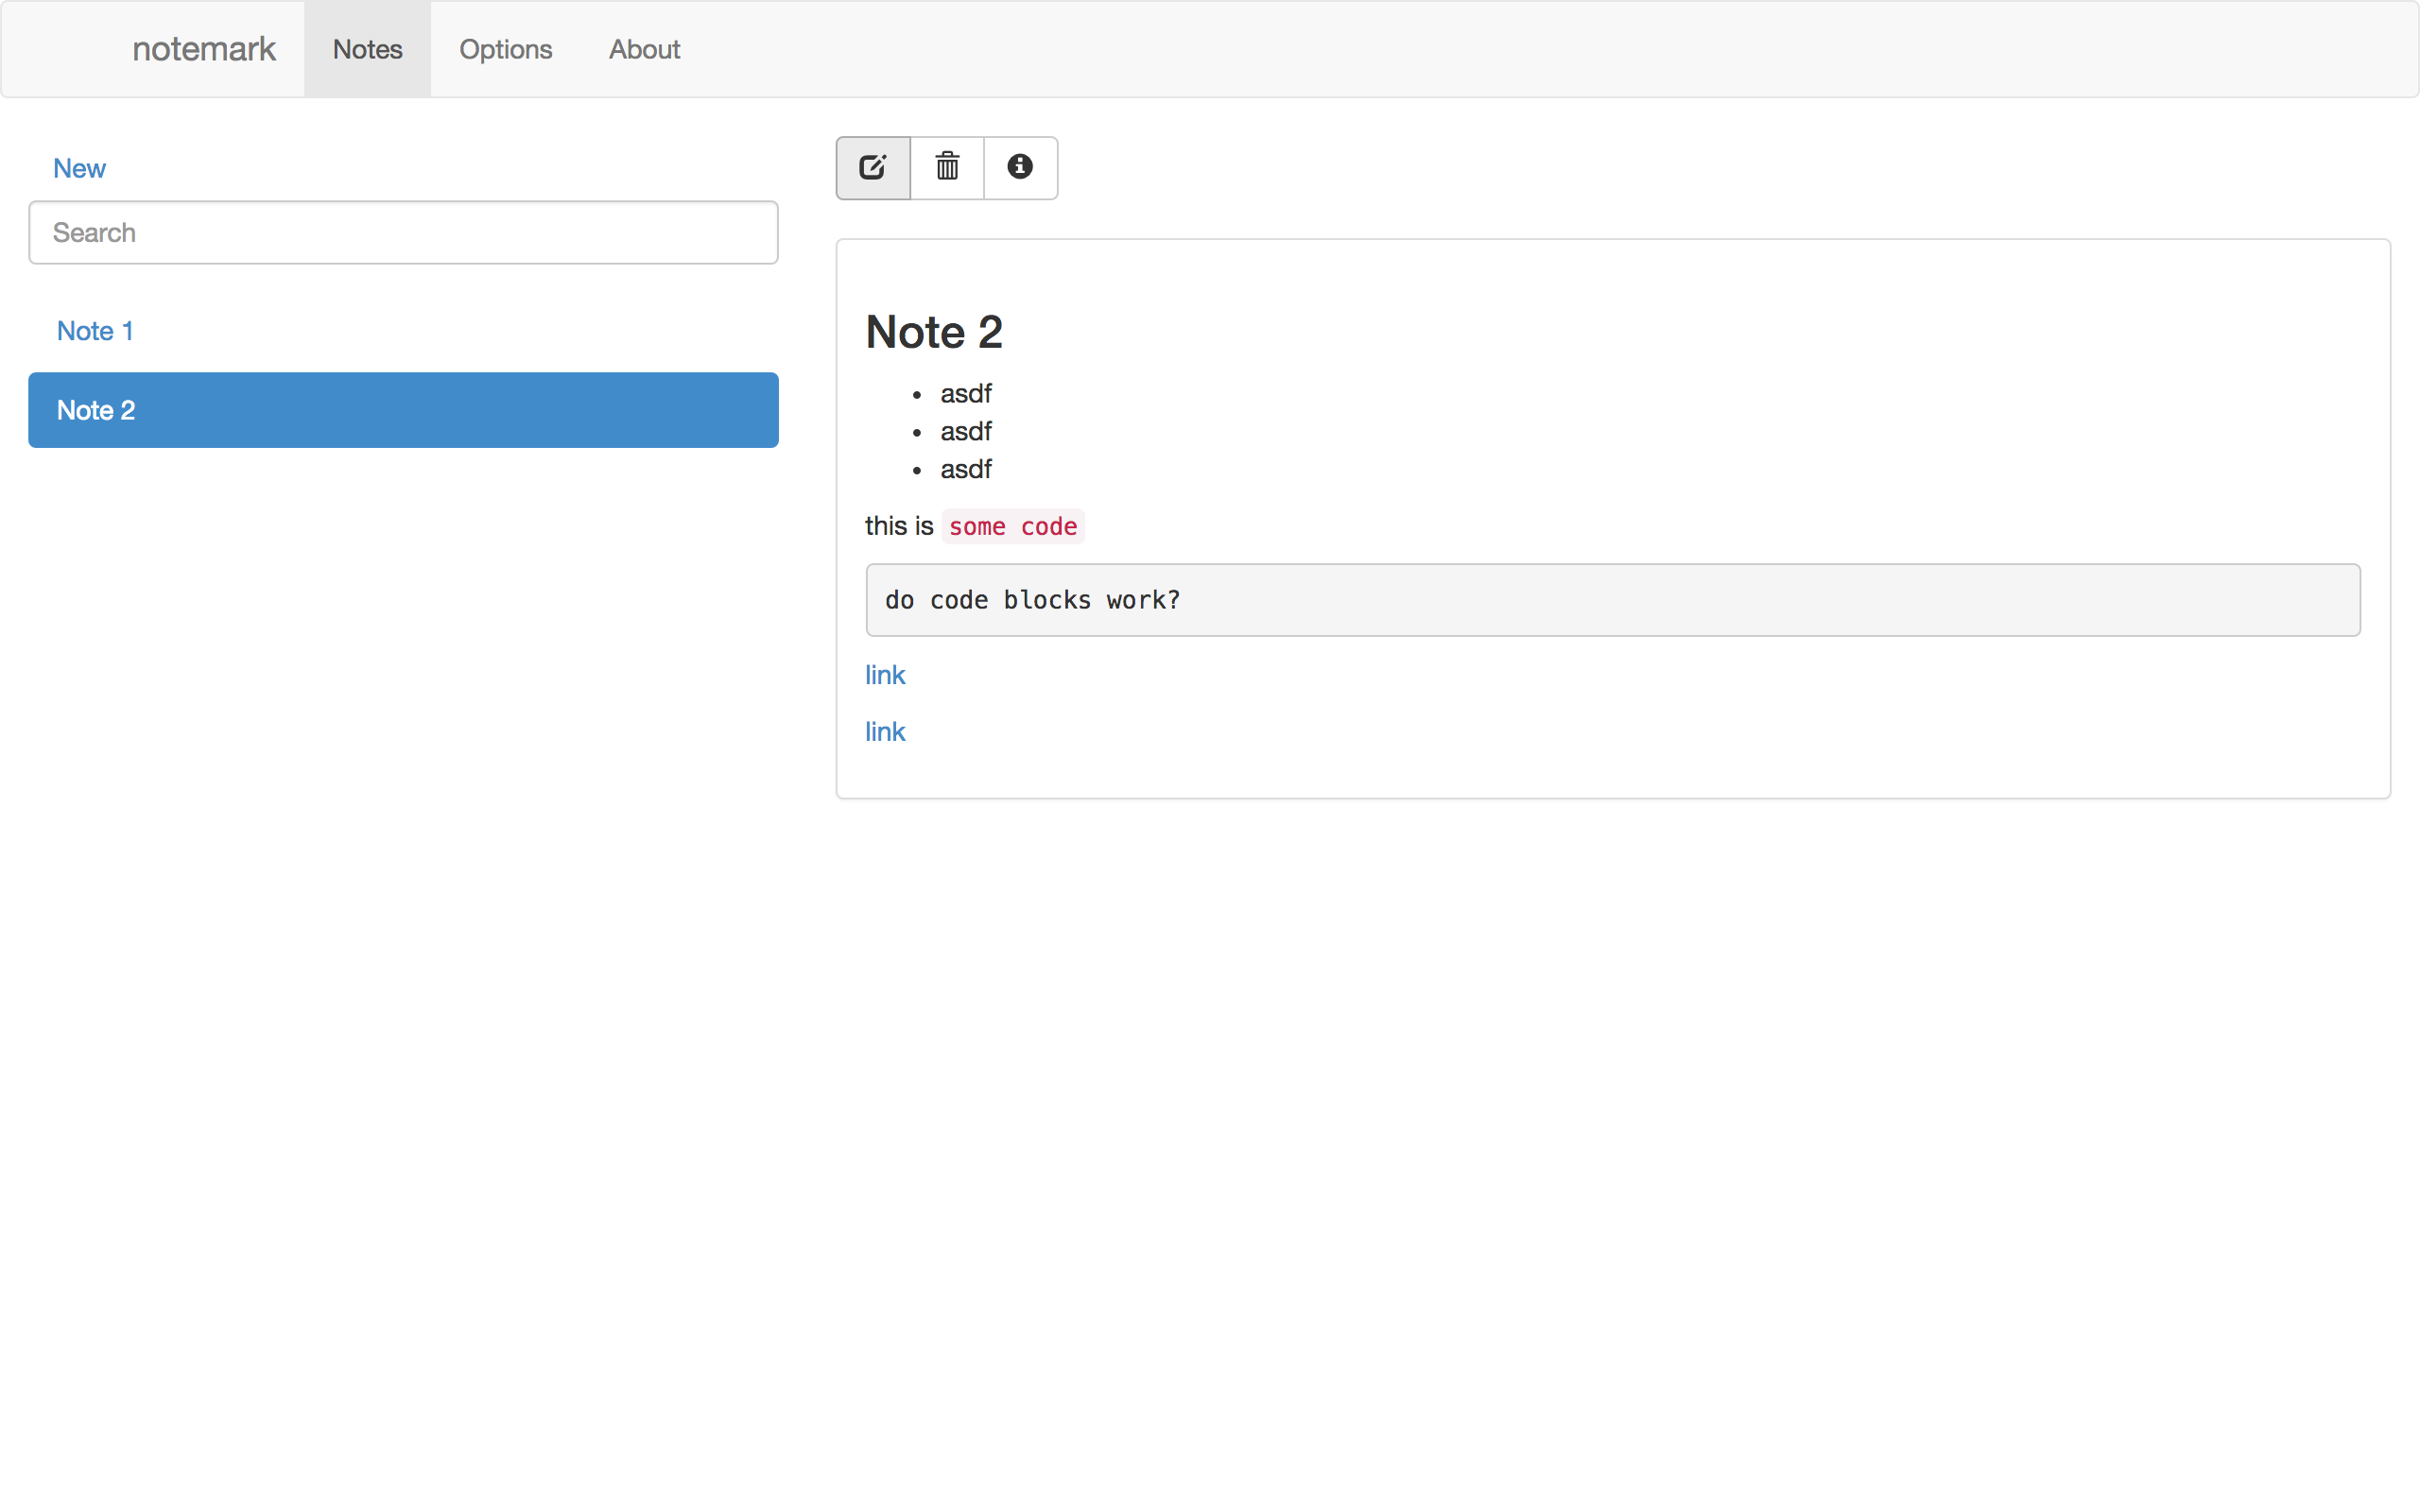 notemark Notes Options About
New
Search
Note 1
Note 2
Note 2
• asdf
• asdf
• asdf
this is some code
do code blocks work?
link
link